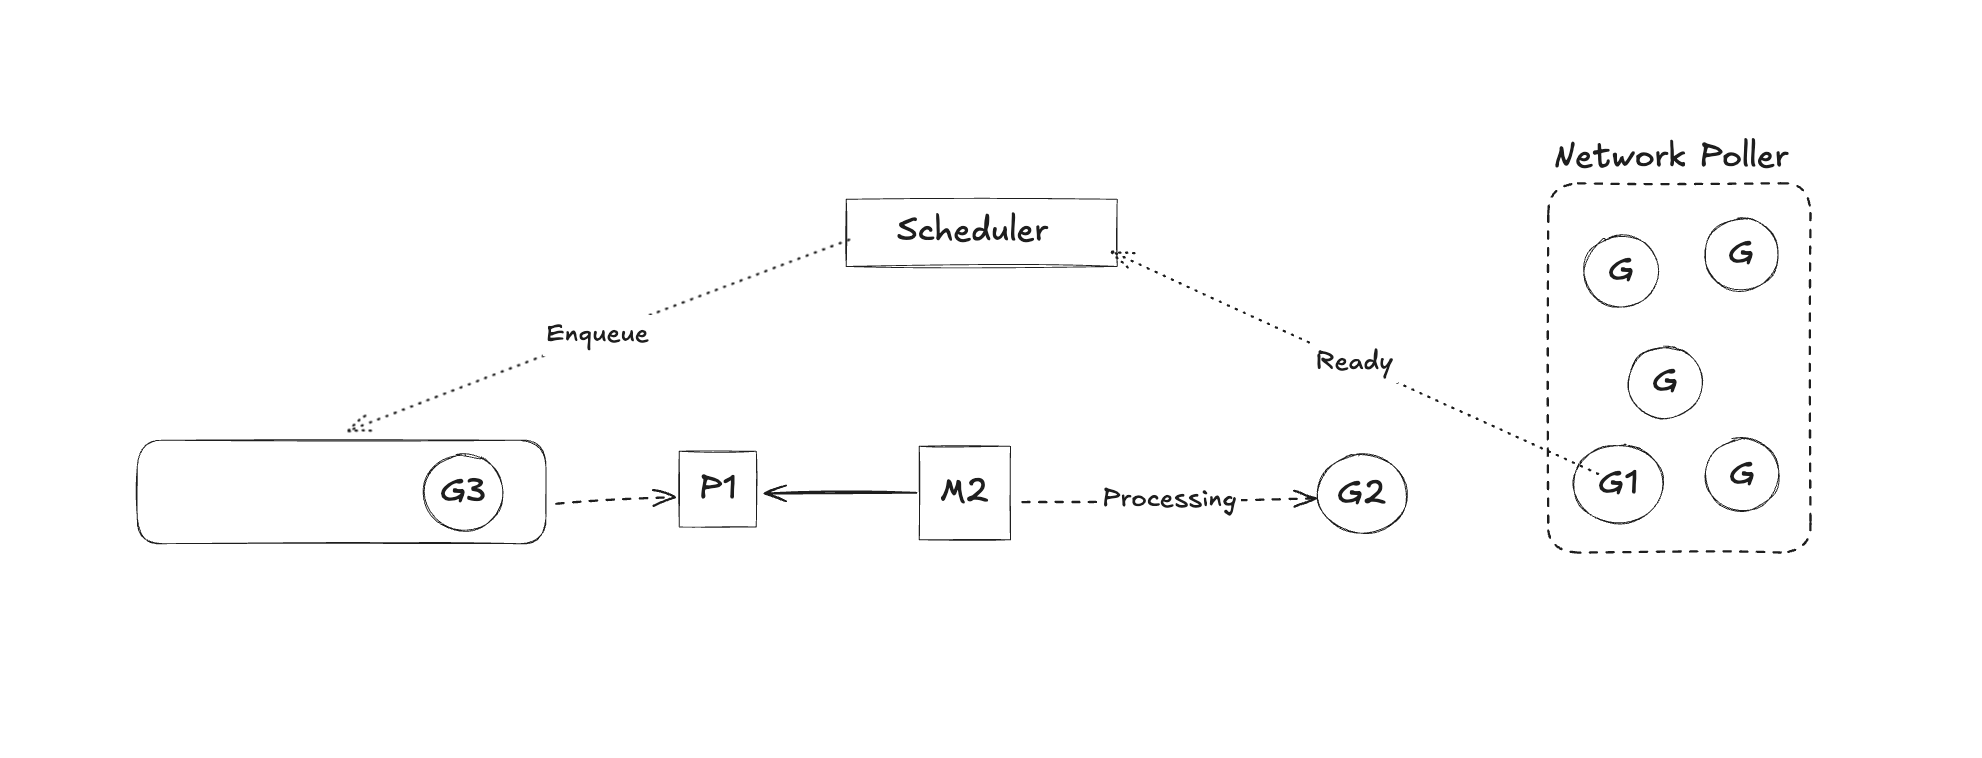 Network Poller
Scheduler
G
G
Enqueue
Ready
G
G3
P1
M2
Processing
G2
G1
G